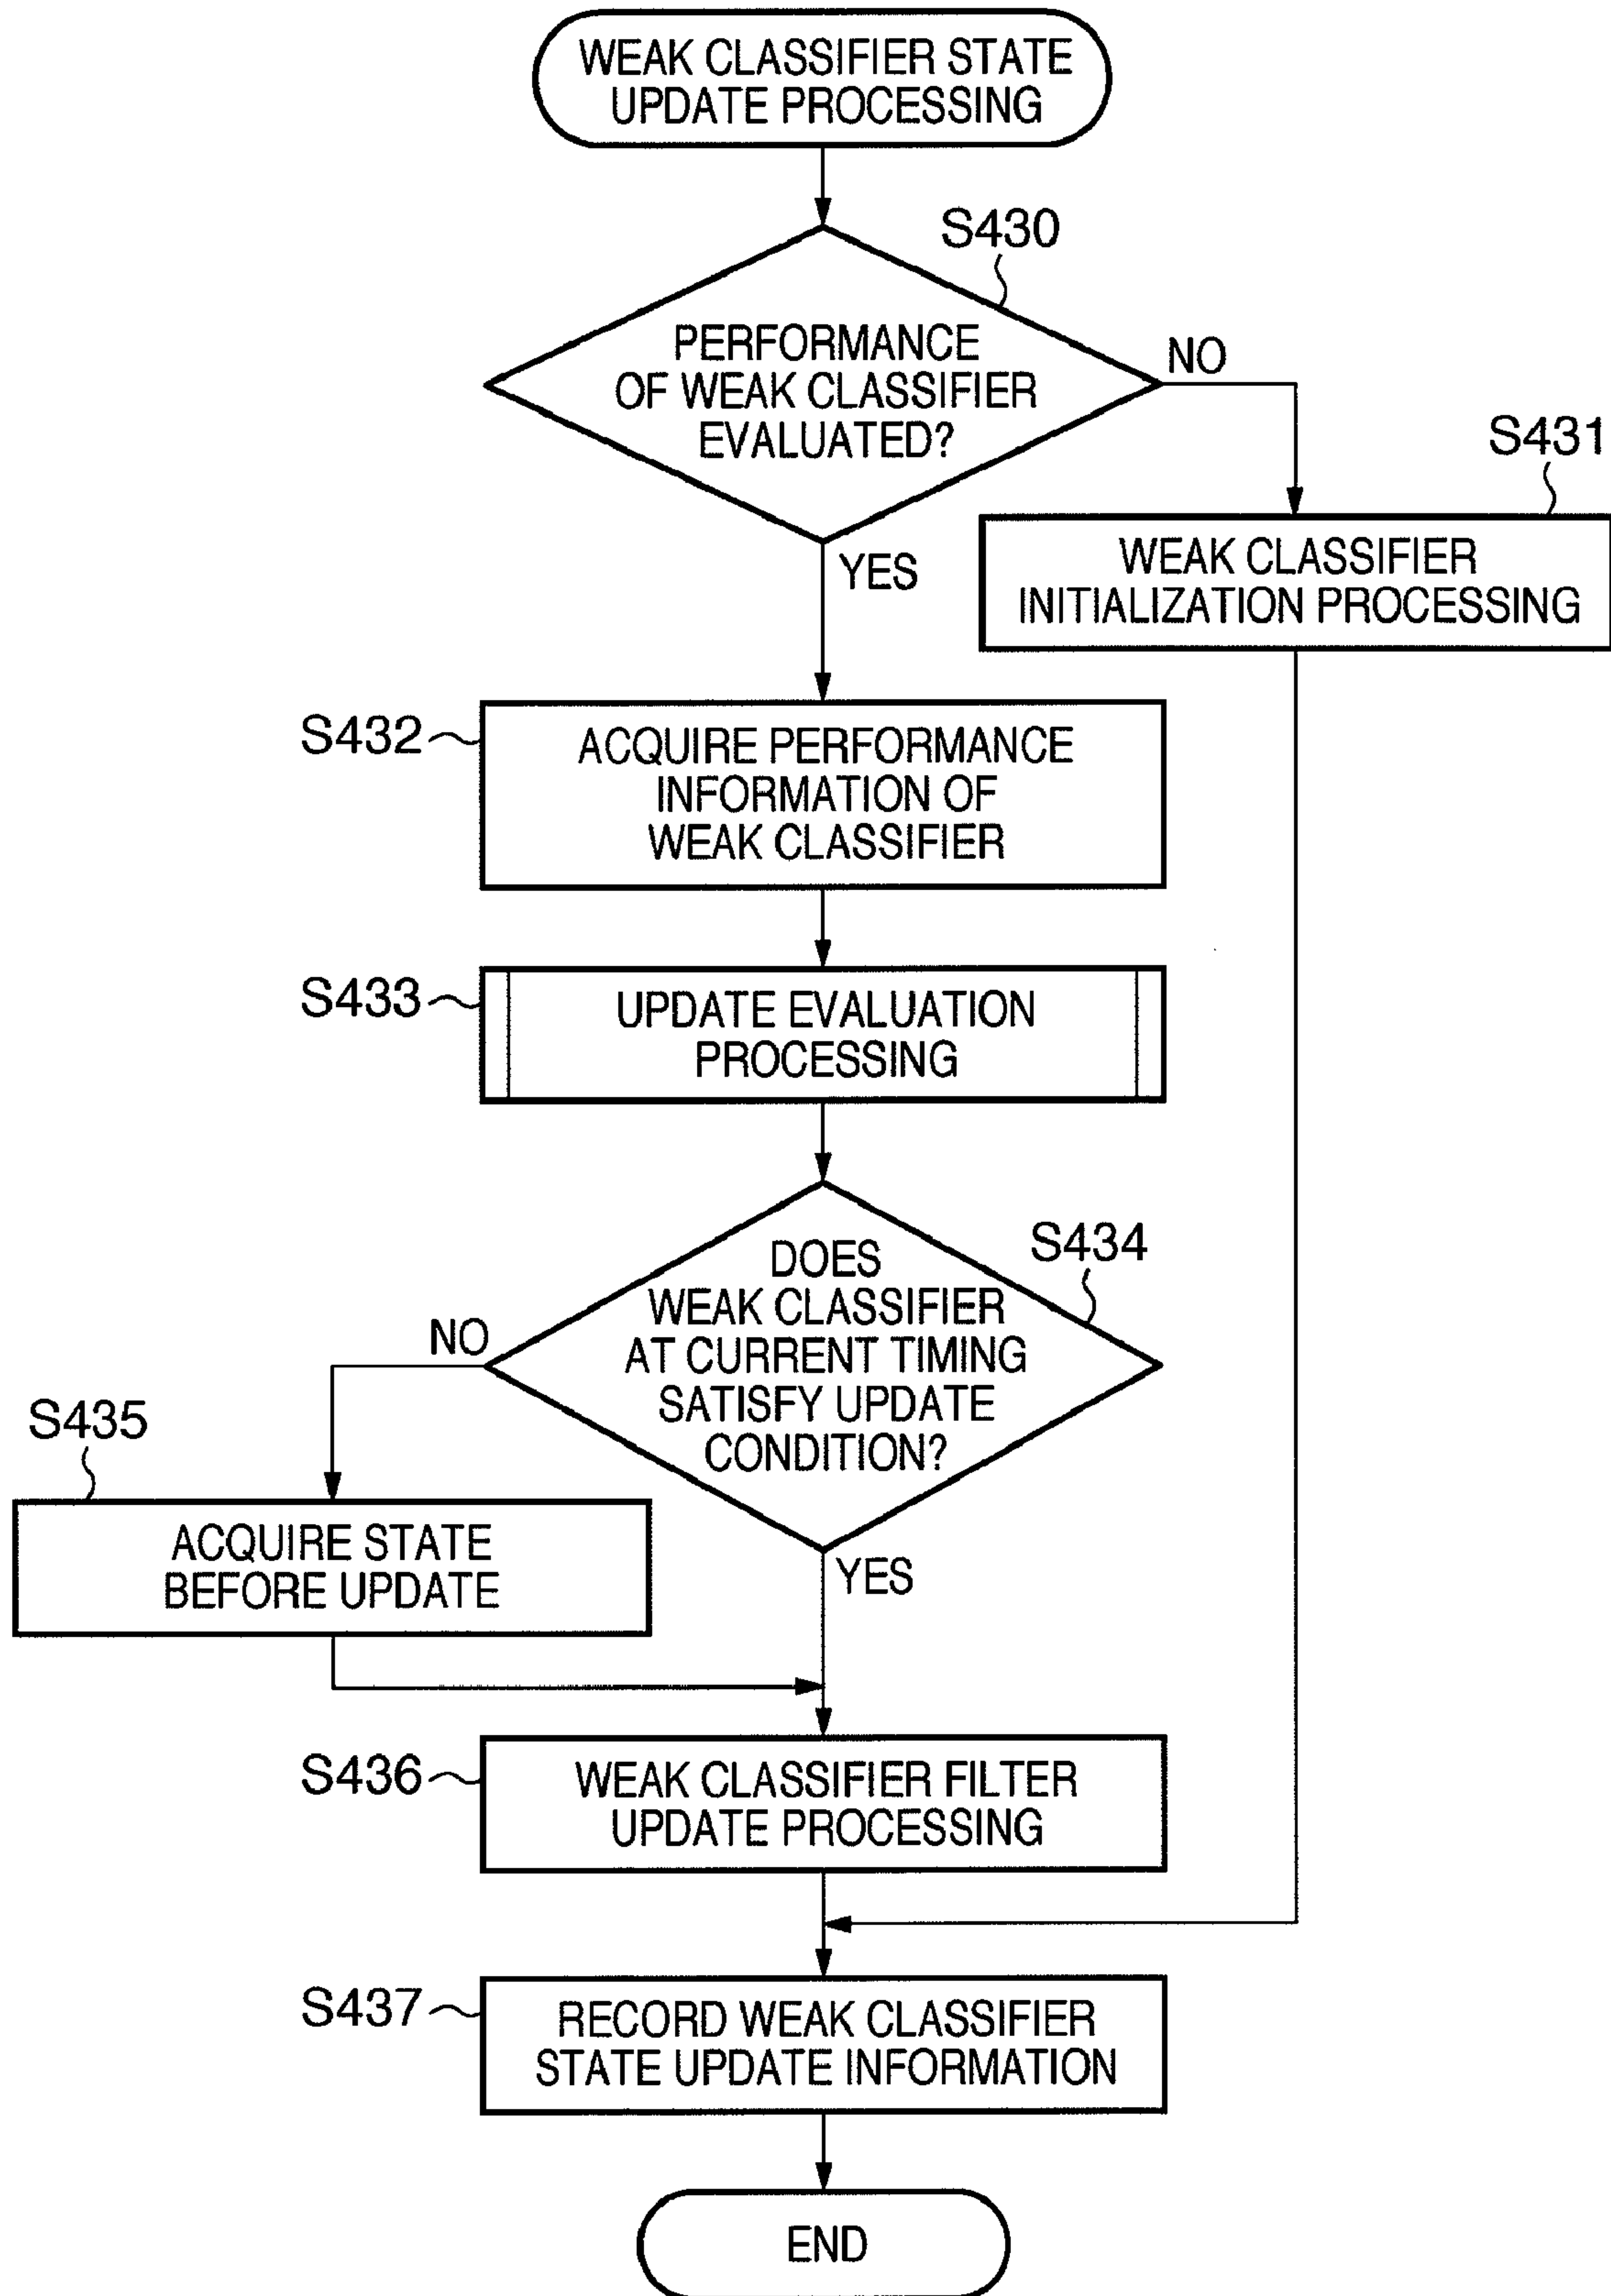 WEAK CLASSIFIER STATE
UPDATE PROCESSING
S430
PERFORMANCE
OF WEAK CLASSIFIER
EVALUATED?
NO
S431
WEAK CLASSIFIER
INITIALIZATION PROCESSING
YES
S432
ACQUIRE PERFORMANCE
INFORMATION OF
WEAK CLASSIFIER
S433
UPDATE EVALUATION
PROCESSING
S434
DOES
WEAK CLASSIFIER
AT CURRENT TIMING
SATISFY UPDATE
CONDITION?
NO
S435
ACQUIRE STATE
BEFORE UPDATE
YES
S436
WEAK CLASSIFIER FILTER
UPDATE PROCESSING
S437
RECORD WEAK CLASSIFIER
STATE UPDATE INFORMATION
END